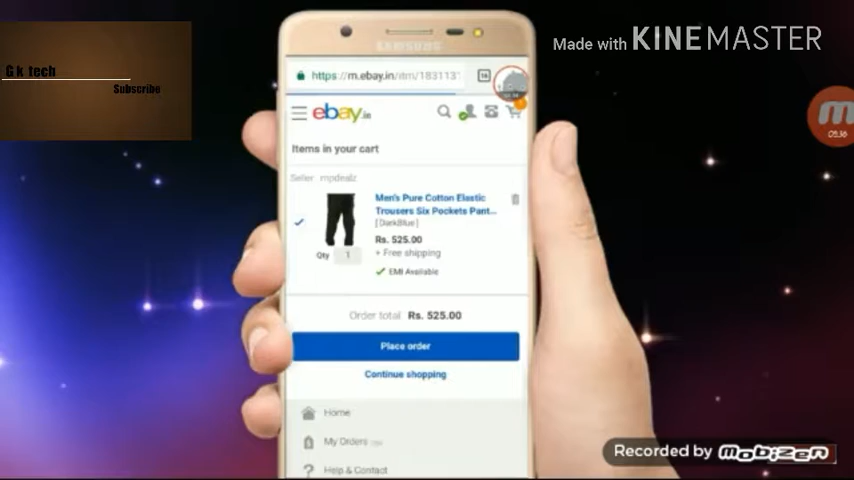 Made with KINEMASTER
G k tech
Subscribe
SAMSUNG
https://m.ebay.in/itm/183113
ebay.in
Items in your cart
Seller mpdealz
Men's Pure Cotton Elastic
Trousers Six Pockets Pant...
[DarkBlue]
Rs. 525.00
+ Free shipping
Qty 1
EMI Available
Order total Rs. 525.00
Place order
Continue shopping
Home
My Orders
Help & Contact
05:36
Recorded by mobizen